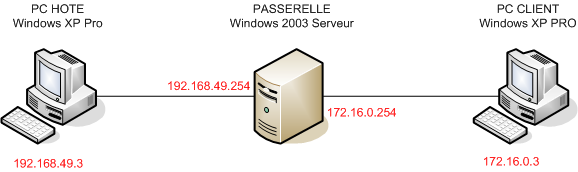 PC HOTE
Windows XP Pro
PASSERELLE
Windows 2003 Serveur
PC CLIENT
Windows XP PRO
192.168.49.254
172.16.0.254
192.168.49.3
172.16.0.3